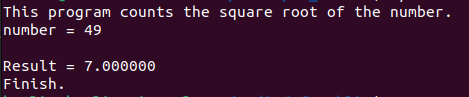 This program counts the square root of the number.
number = 49
Result = 7.000000
Finish.